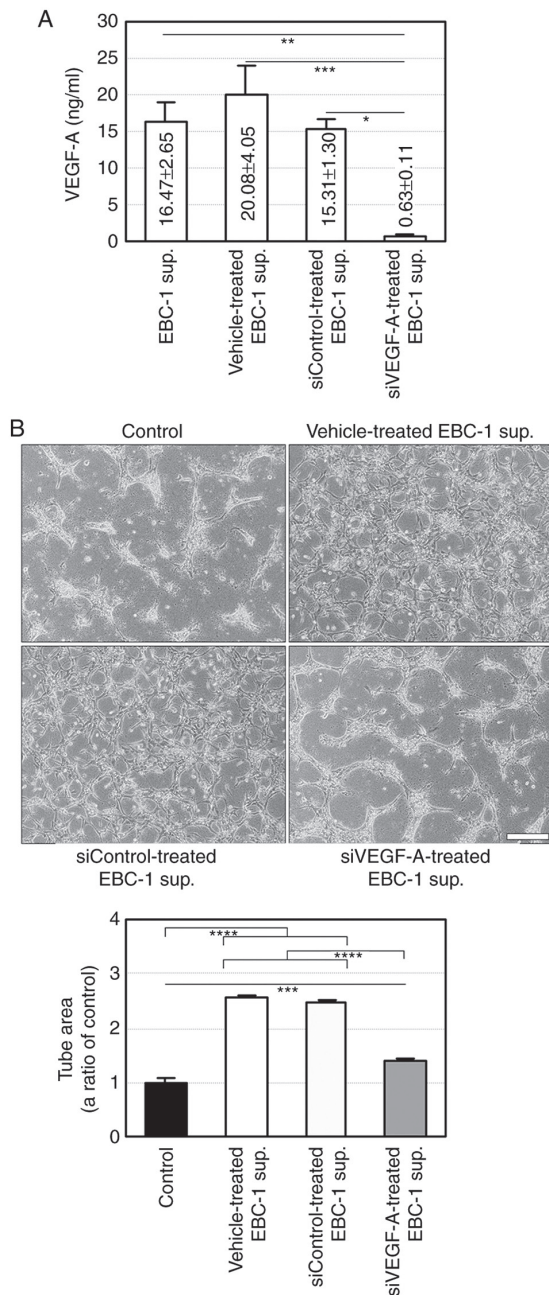 A
30
25
20
15
10
5
0
VEGF-A (ng/ml)
**
***
*
16.47±2.65
20.08±4.05
15.31±1.30
0.63±0.11
EBC-1 sup.
Vehicle-treated
EBC-1 sup.
siControl-treated
EBC-1 sup.
siVEGF-A-treated
EBC-1 sup.
B
Control
Vehicle-treated EBC-1 sup.
siControl-treated
EBC-1 sup.
siVEGF-A-treated
EBC-1 sup.
4
3
2
1
0
Tube area
(a ratio of control)
****
****
***
Control
Vehicle-treated
EBC-1 sup.
siControl-treated
EBC-1 sup.
siVEGF-A-treated
EBC-1 sup.